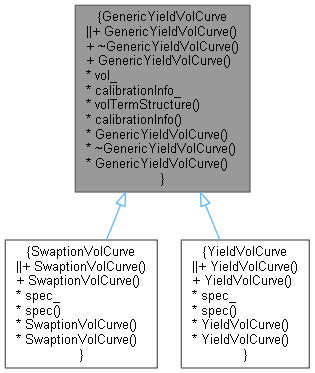 {GenericYieldVolCurve
||+ GenericYieldVolCurve()
+ ~GenericYieldVolCurve()
+ GenericYieldVolCurve()
* vol_
* calibrationInfo_
* volTermStructure()
* calibrationInfo()
* GenericYieldVolCurve()
* ~GenericYieldVolCurve()
* GenericYieldVolCurve()
}
{SwaptionVolCurve
||+ SwaptionVolCurve()
+ SwaptionVolCurve()
* spec_
* spec()
* SwaptionVolCurve()
* SwaptionVolCurve()
}
{YieldVolCurve
||+ YieldVolCurve()
+ YieldVolCurve()
* spec_
* spec()
* YieldVolCurve()
* YieldVolCurve()
}